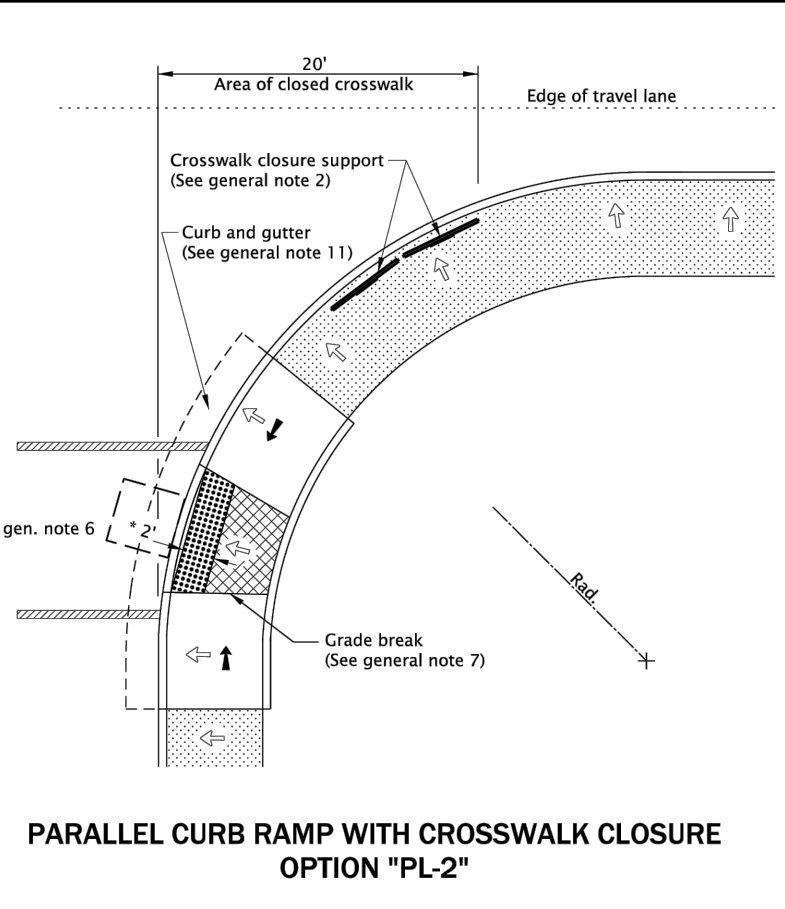 20'
Area of closed crosswalk
Edge of travel lane
Crosswalk closure support
(See general note 2)
Curb and gutter
(See general note 11)
gen. note 6
* 2'
Rad.
Grade break
(See general note 7)
PARALLEL CURB RAMP WITH CROSSWALK CLOSURE
OPTION "PL-2"